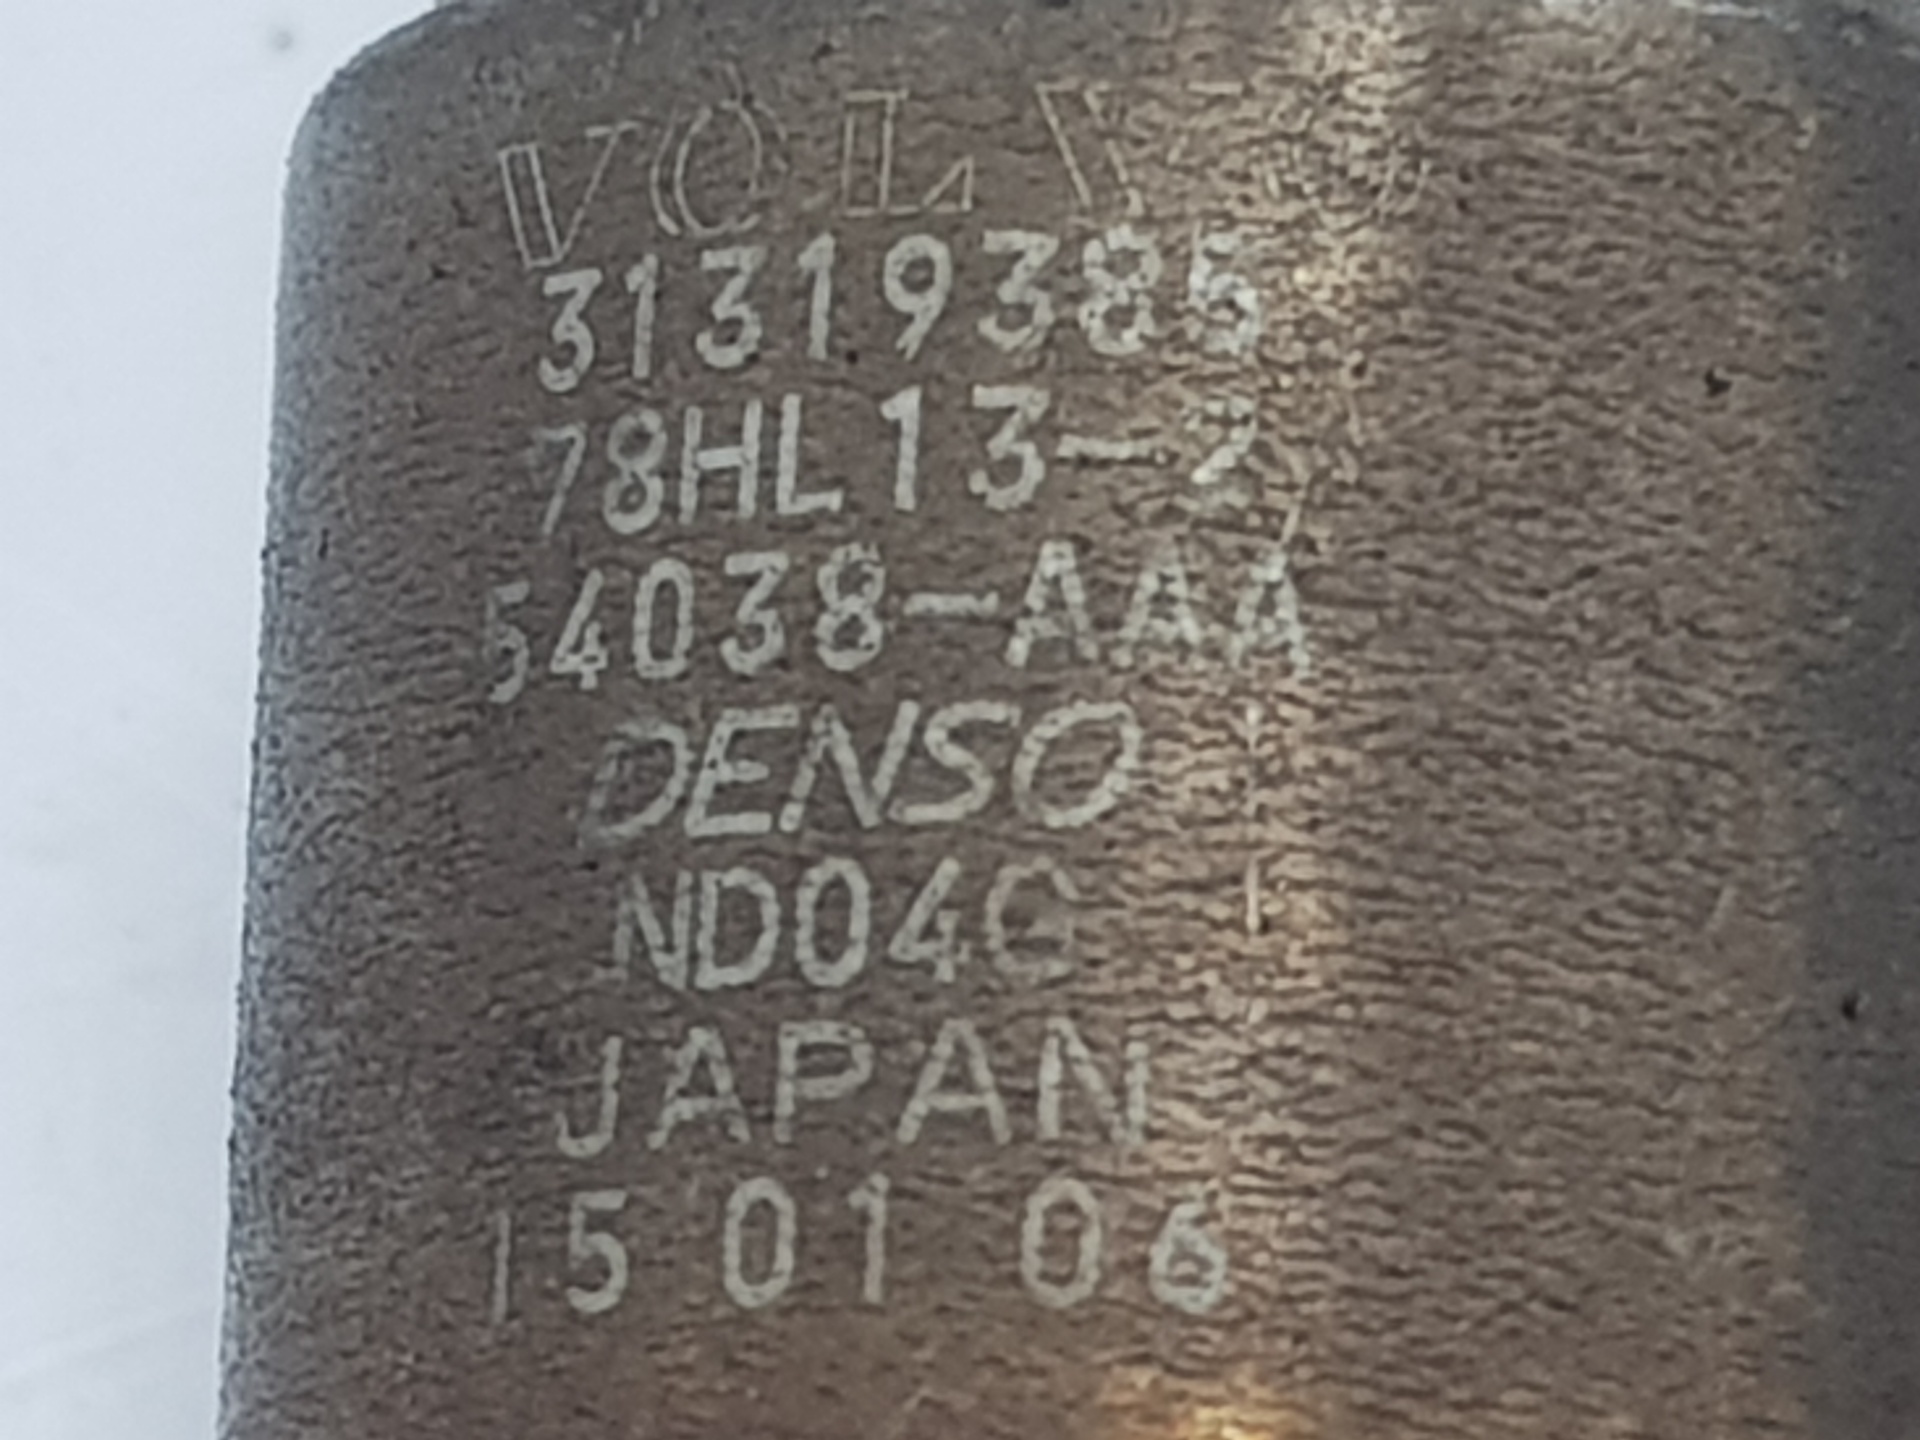 VOLVO
31319385
78HL13-2
54038-AAA
DENSO
ND04C
JAPAN
15 01 06